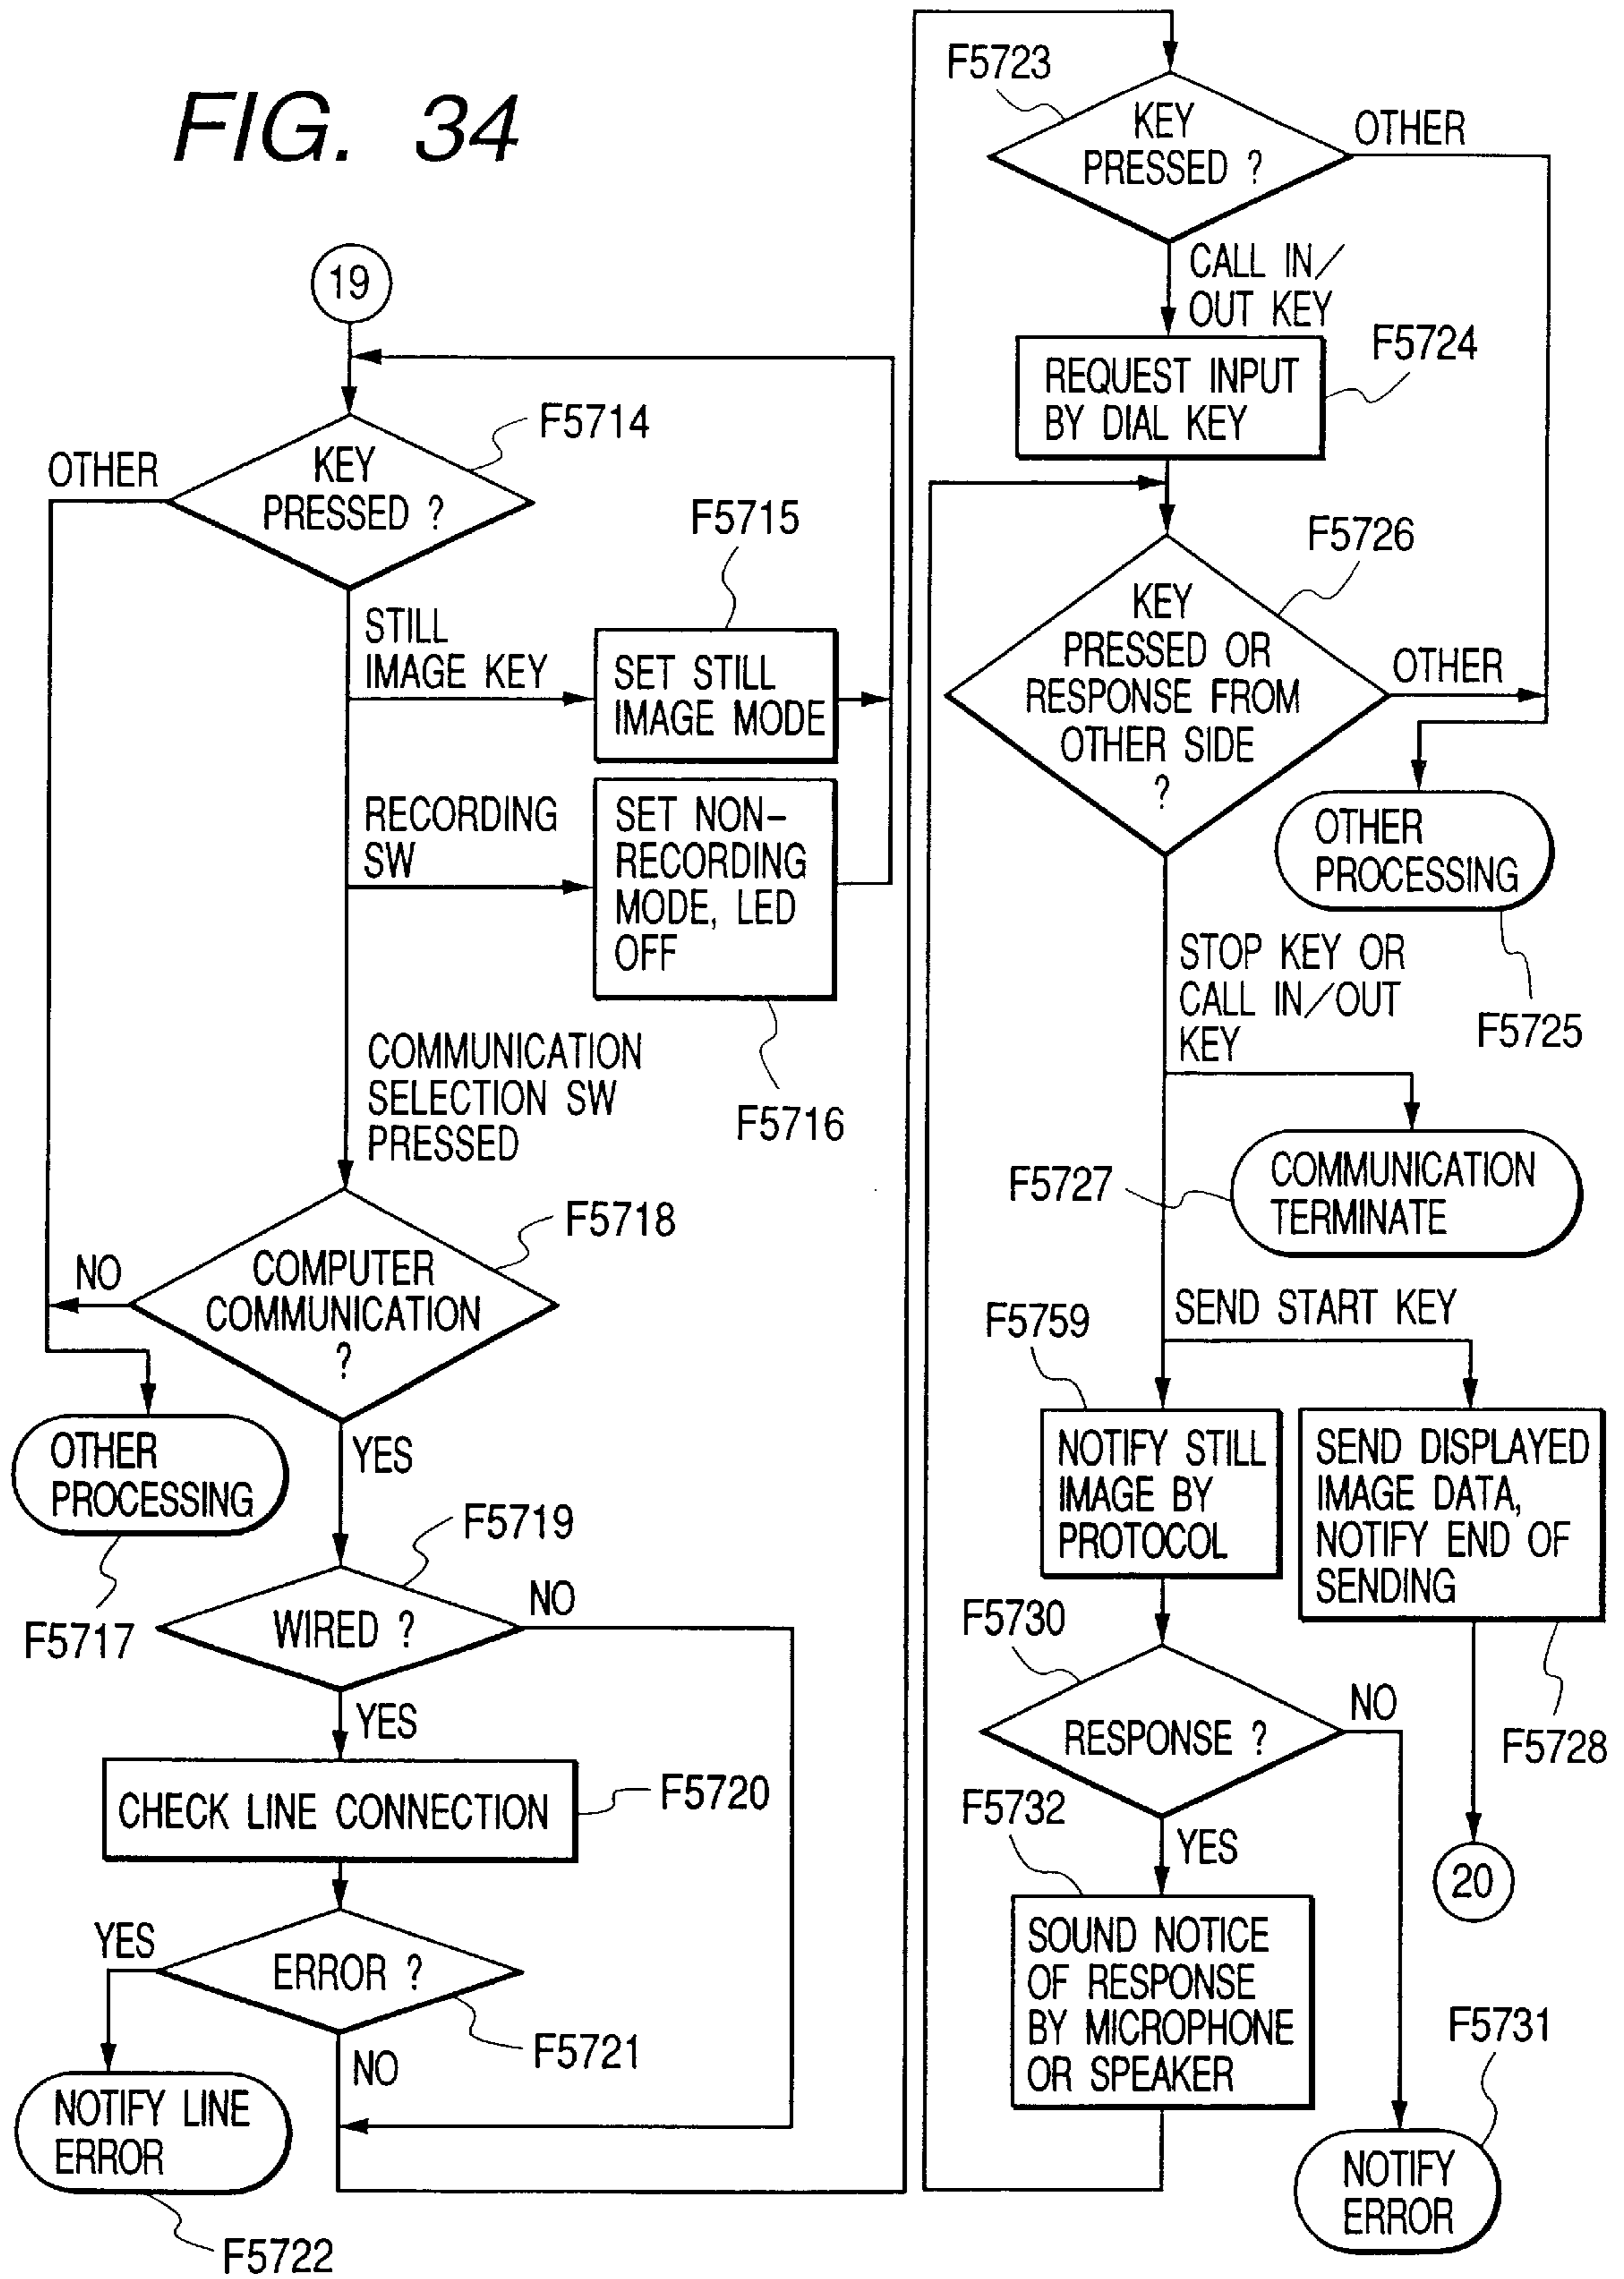 FIG. 34
19
F5714
OTHER
KEY
PRESSED ?
F5715
STILL
IMAGE KEY
SET STILL
IMAGE MODE
RECORDING
SW
SET NON-
RECORDING
MODE, LED
OFF
F5716
COMMUNICATION
SELECTION SW
PRESSED
F5718
NO
COMPUTER
COMMUNICATION
?
OTHER
PROCESSING
F5717
YES
F5719
WIRED ?
NO
YES
CHECK LINE CONNECTION
F5720
YES
ERROR ?
F5721
NO
NOTIFY LINE
ERROR
F5722
F5723
KEY
PRESSED ?
OTHER
CALL IN/
OUT KEY
F5724
REQUEST INPUT
BY DIAL KEY
F5726
KEY
PRESSED OR
RESPONSE FROM
OTHER SIDE
?
OTHER
OTHER
PROCESSING
F5725
STOP KEY OR
CALL IN/OUT
KEY
F5727
COMMUNICATION
TERMINATE
SEND START KEY
F5759
NOTIFY STILL
IMAGE BY
PROTOCOL
SEND DISPLAYED
IMAGE DATA,
NOTIFY END OF
SENDING
F5728
F5730
RESPONSE ?
NO
F5732
YES
20
SOUND NOTICE
OF RESPONSE
BY MICROPHONE
OR SPEAKER
F5731
NOTIFY
ERROR